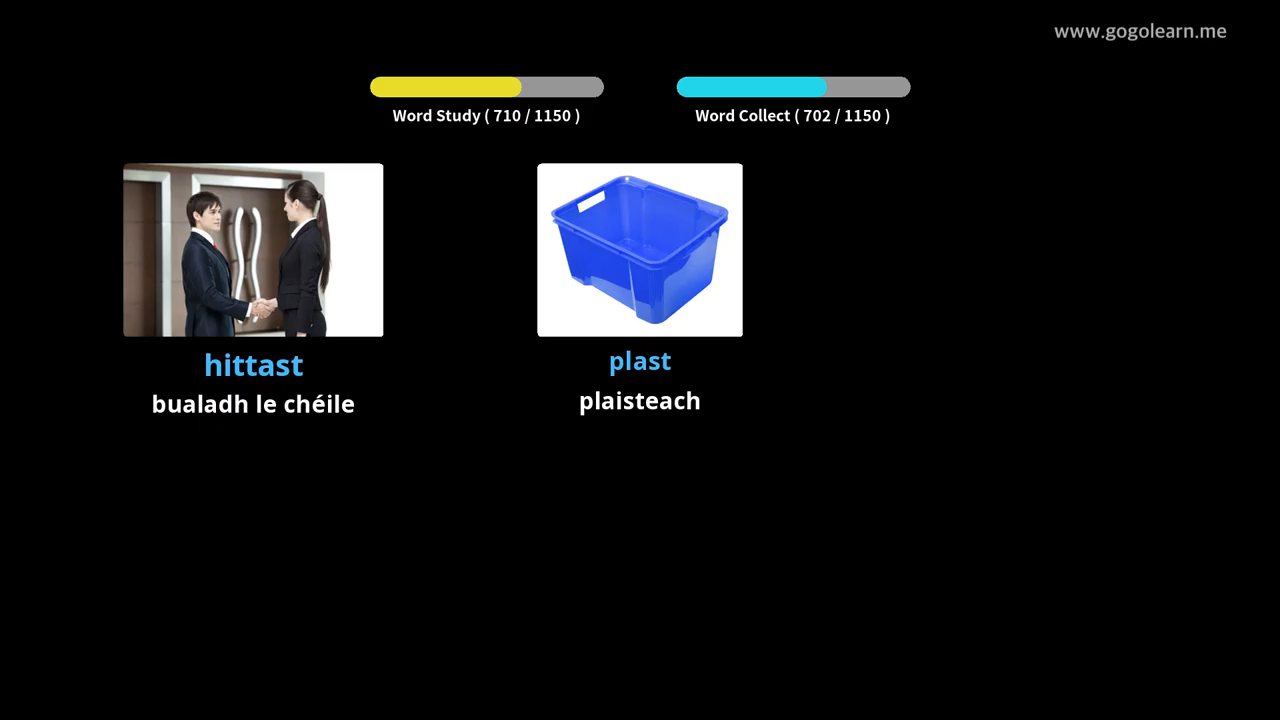 www.gogolearn.me
Word Study ( 710 / 1150 )
Word Collect ( 702 / 1150 )
hittast
bualadh le chéile
plast
plaisteach